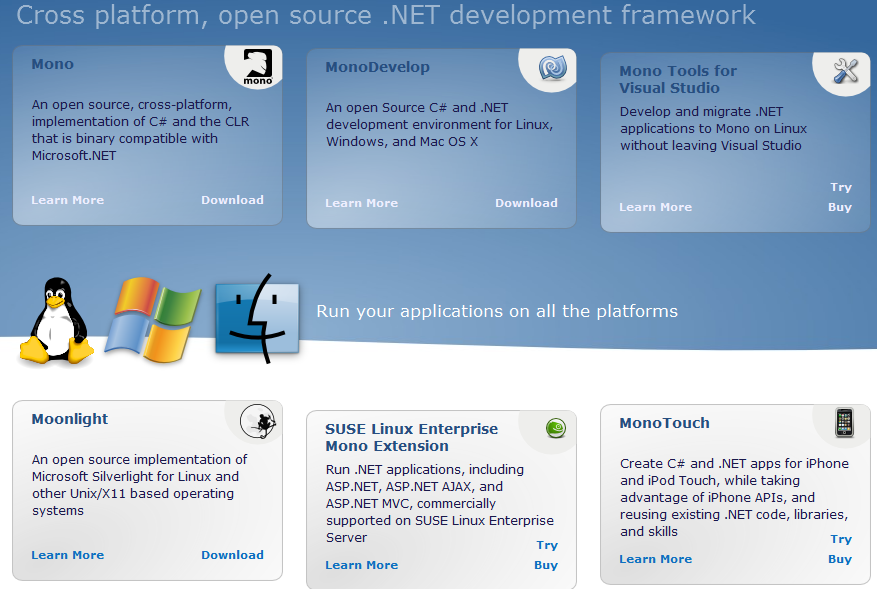 Cross platform, open source .NET development framework
Mono
mono
An open source, cross-platform,
implementation of C# and the CLR
that is binary compatible with
Microsoft.NET
Learn More
Download
MonoDevelop
An open Source C# and .NET
development environment for Linux,
Windows, and Mac OS X
Learn More
Download
Mono Tools for
Visual Studio
Develop and migrate .NET
applications to Mono on Linux
without leaving Visual Studio
Try
Learn More
Buy
Run your applications on all the platforms
Moonlight
An open source implementation of
Microsoft Silverlight for Linux and
other Unix/X11 based operating
systems
Learn More
Download
SUSE Linux Enterprise
Mono Extension
Run .NET applications, including
ASP.NET, ASP.NET AJAX, and
ASP.NET MVC, commercially
supported on SUSE Linux Enterprise
Server
Try
Learn More
Buy
MonoTouch
Create C# and .NET apps for iPhone
and iPod Touch, while taking
advantage of iPhone APIs, and
reusing existing .NET code, libraries,
and skills
Try
Learn More
Buy